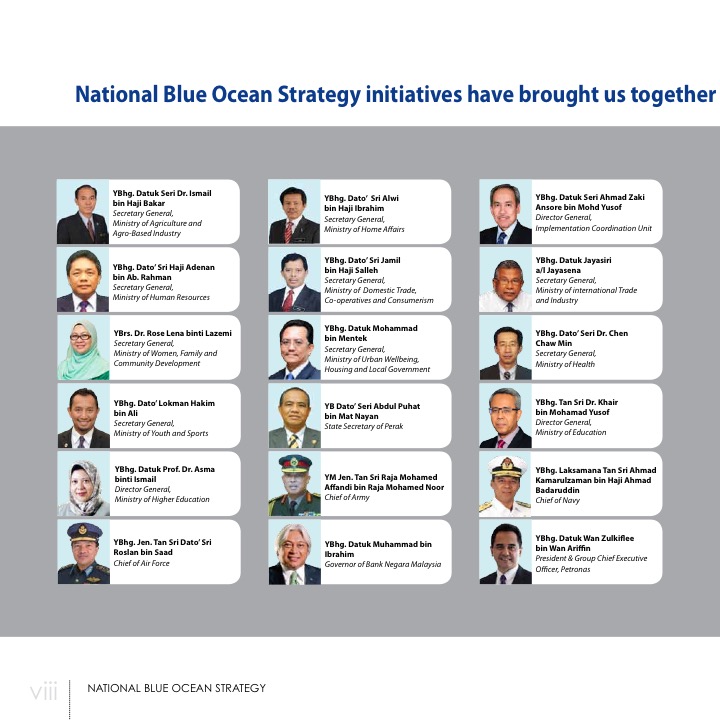 National Blue Ocean Strategy initiatives have brought us together
YBhg. Datuk Seri Dr. Ismail
bin Haji Bakar
Secretary General,
Ministry of Agriculture and
Agro-Based Industry
YBhg. Dato’ Sri Alwi
bin Haji Ibrahim
Secretary General,
Ministry of Home Affairs
YBhg. Datuk Seri Ahmad Zaki
Ansore bin Mohd Yusof
Director General,
Implementation Coordination Unit
YBhg. Dato’ Sri Haji Adenan
bin Ab. Rahman
Secretary General,
Ministry of Human Resources
YBhg. Dato’ Sri Jamil
bin Haji Salleh
Secretary General,
Ministry of Domestic Trade,
Co-operatives and Consumerism
YBhg. Datuk Jayasiri
a/l Jayasena
Secretary General,
Ministry of international Trade
and Industry
YBrs. Dr. Rose Lena binti Lazemi
Secretary General,
Ministry of Women, Family and
Community Development
YBhg. Datuk Mohammad
bin Mentek
Secretary General,
Ministry of Urban Wellbeing,
Housing and Local Government
YBhg. Dato’ Seri Dr. Chen
Chaw Min
Secretary General,
Ministry of Health
YBhg. Dato’ Lokman Hakim
bin Ali
Secretary General,
Ministry of Youth and Sports
YB Dato’ Seri Abdul Puhat
bin Mat Nayan
State Secretary of Perak
YBhg. Tan Sri Dr. Khair
bin Mohamad Yusof
Director General,
Ministry of Education
YBhg. Datuk Prof. Dr. Asma
binti Ismail
Director General,
Ministry of Higher Education
YM Jen. Tan Sri Raja Mohamed
Affandi bin Raja Mohamed Noor
Chief of Army
YBhg. Laksamana Tan Sri Ahmad
Kamarulzaman bin Haji Ahmad
Badaruddin
Chief of Navy
YBhg. Jen. Tan Sri Dato’ Sri
Roslan bin Saad
Chief of Air Force
YBhg. Datuk Muhammad bin
Ibrahim
Governor of Bank Negara Malaysia
YBhg. Datuk Wan Zulkiflee
bin Wan Ariffin
President & Group Chief Executive
Officer, Petronas
viii
NATIONAL BLUE OCEAN STRATEGY